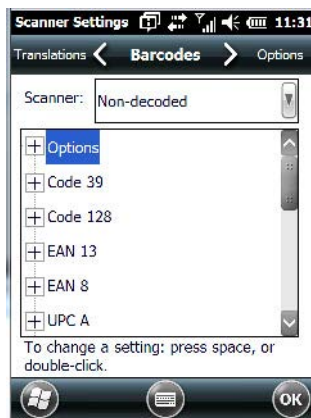 Scanner Settings 11:31
Translations Barcodes Options
Scanner: Non-decoded
Options
Code 39
Code 128
EAN 13
EAN 8
UPC A
To change a setting: press space, or
double-click.
OK